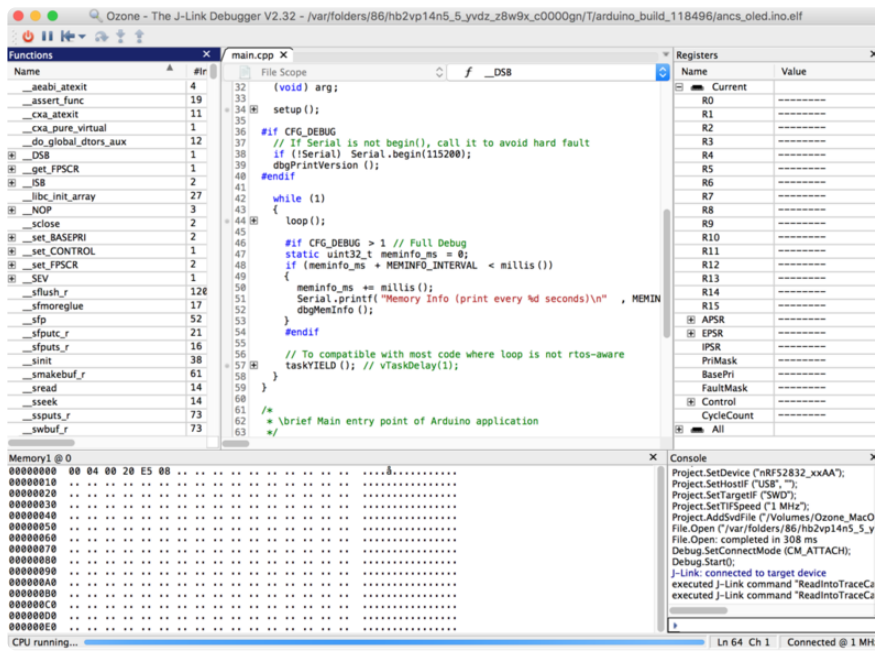 Ozone - The J-Link Debugger V2.32 - /var/folders/86/hb2vp14n5_5_yvdz_z8w9x_c0000gn/T/arduino_build_118496/ancs_oled.ino.elf
Functions
Name #In
__aeabi_atexit 4
__assert_func 19
__cxa_atexit 11
__cxa_pure_virtual 1
__do_global_dtors_aux 12
__DSB 1
__get_FPSCR 1
__ISB 2
__libc_init_array 27
__NOP 3
__sclose 2
__set_BASEPRI 2
__set_CONTROL 1
__set_FPSCR 2
__SEV 1
__sflush_r 120
__sfmoreglue 17
__sfp 52
__sfputc_r 21
__sfputs_r 16
__sinit 38
__smakebuf_r 61
__sread 14
__sseek 14
__ssputs_r 73
__swbuf_r 73
main.cpp
File Scope f __DSB
32 (void) arg;
33
34 setup();
35
36 #if CFG_DEBUG
37 // If Serial is not begin(), call it to avoid hard fault
38 if (!Serial) Serial.begin(115200);
39 dbgPrintVersion ();
40 #endif
41
42 while (1)
43 {
44 loop();
45
46 #if CFG_DEBUG > 1 // Full Debug
47 static uint32_t meminfo_ms = 0;
48 if (meminfo_ms + MEMINFO_INTERVAL < millis())
49 {
50 meminfo_ms += millis();
51 Serial.printf("Memory Info (print every %d seconds)\n" , MEMIN
52 dbgMemInfo ();
53 }
54 #endif
55
56 // To compatible with most code where loop is not rtos-aware
57 taskYIELD (); // vTaskDelay(1);
58 }
59 }
60
61 /*
62 * \brief Main entry point of Arduino application
63 */
Registers
Name Value
Current
R0 --------
R1 --------
R2 --------
R3 --------
R4 --------
R5 --------
R6 --------
R7 --------
R8 --------
R9 --------
R10 --------
R11 --------
R12 --------
R13 --------
R14 --------
R15 --------
APSR --------
EPSR --------
IPSR --------
PriMask --------
BasePri --------
FaultMask --------
Control --------
CycleCount --------
All
Memory1 @ 0
00000000 00 04 00 20 E5 08 .. .. .. .. .. .. .. .. .. .. ....å...........
00000010 .. .. .. .. .. .. .. .. .. .. .. .. .. .. .. .. ................
00000020 .. .. .. .. .. .. .. .. .. .. .. .. .. .. .. .. ................
00000030 .. .. .. .. .. .. .. .. .. .. .. .. .. .. .. .. ................
00000040 .. .. .. .. .. .. .. .. .. .. .. .. .. .. .. .. ................
00000050 .. .. .. .. .. .. .. .. .. .. .. .. .. .. .. .. ................
00000060 .. .. .. .. .. .. .. .. .. .. .. .. .. .. .. .. ................
00000070 .. .. .. .. .. .. .. .. .. .. .. .. .. .. .. .. ................
00000080 .. .. .. .. .. .. .. .. .. .. .. .. .. .. .. .. ................
00000090 .. .. .. .. .. .. .. .. .. .. .. .. .. .. .. .. ................
000000A0 .. .. .. .. .. .. .. .. .. .. .. .. .. .. .. .. ................
000000B0 .. .. .. .. .. .. .. .. .. .. .. .. .. .. .. .. ................
000000C0 .. .. .. .. .. .. .. .. .. .. .. .. .. .. .. .. ................
000000D0 .. .. .. .. .. .. .. .. .. .. .. .. .. .. .. .. ................
000000E0 .. .. .. .. .. .. .. .. .. .. .. .. .. .. .. .. ................
Console
Project.SetDevice ("nRF52832_xxAA");
Project.SetHostIF ("USB", "");
Project.SetTargetIF ("SWD");
Project.SetTIFSpeed ("1 MHz");
Project.AddSvdFile ("/Volumes/Ozone_MacO
File.Open ("/var/folders/86/hb2vp14n5_5_y
File.Open: completed in 308 ms
Debug.SetConnectMode (CM_ATTACH);
Debug.Start();
J-Link: connected to target device
executed J-Link command "ReadIntoTraceCa
executed J-Link command "ReadIntoTraceCa
CPU running... Ln 64 Ch 1 Connected @ 1 MHz